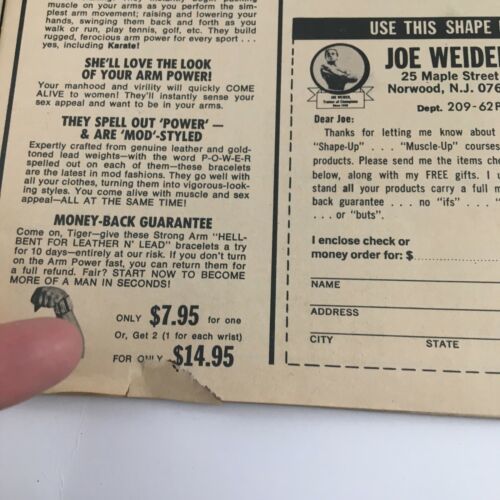 muscle on your arms as you perform the sim-
plest arm movement; raising and lowering your
hands, swinging them back and forth as you
walk or run, play tennis, golf, etc. They build
rugged, ferocious arm power for every sport . . .
yes, including Karate!
SHE'LL LOVE THE LOOK
OF YOUR ARM POWER!
Your manhood and virility will quickly COME
ALIVE to women! They'll instantly sense your
sex appeal and want to be in your arms.
THEY SPELL OUT 'POWER' —
& ARE 'MOD'-STYLED
Expertly crafted from genuine leather and gold-
toned lead weights—with the word P-O-W-E-R
spelled out on each of them—these bracelets
are the latest in mod fashions. They go well with
all your clothes, turning them into vigorous-look-
ing styles. You come alive with muscle and sex
appeal—ALL AT THE SAME TIME!
MONEY-BACK GUARANTEE
Come on, Tiger—give these Strong Arm "HELL-
BENT FOR LEATHER N' LEAD" bracelets a try
for 10 days—entirely at our risk. If you don't turn
on the Arm Power fast, you can return them for
a full refund. Fair? START NOW TO BECOME
MORE OF A MAN IN SECONDS!
ONLY $7.95 for one
Or, Get 2 (1 for each wrist)
FOR ONLY $14.95
USE THIS SHAPE
JOE WEIDE
25 Maple Street
Norwood, N.J. 076
Dept. 209-62P
JOE WEIDER
Trainer of Champions
Since 1936
Dear Joe:
Thanks for letting me know about
"Shape-Up" . . . "Muscle-Up" courses
products. Please send me the items che
below, along with my FREE gifts. I u
stand all your products carry a full m
back guarantee . . . no "ifs" . . . "
. . . or "buts".
I enclose check or
money order for: $
NAME
ADDRESS
CITY STATE